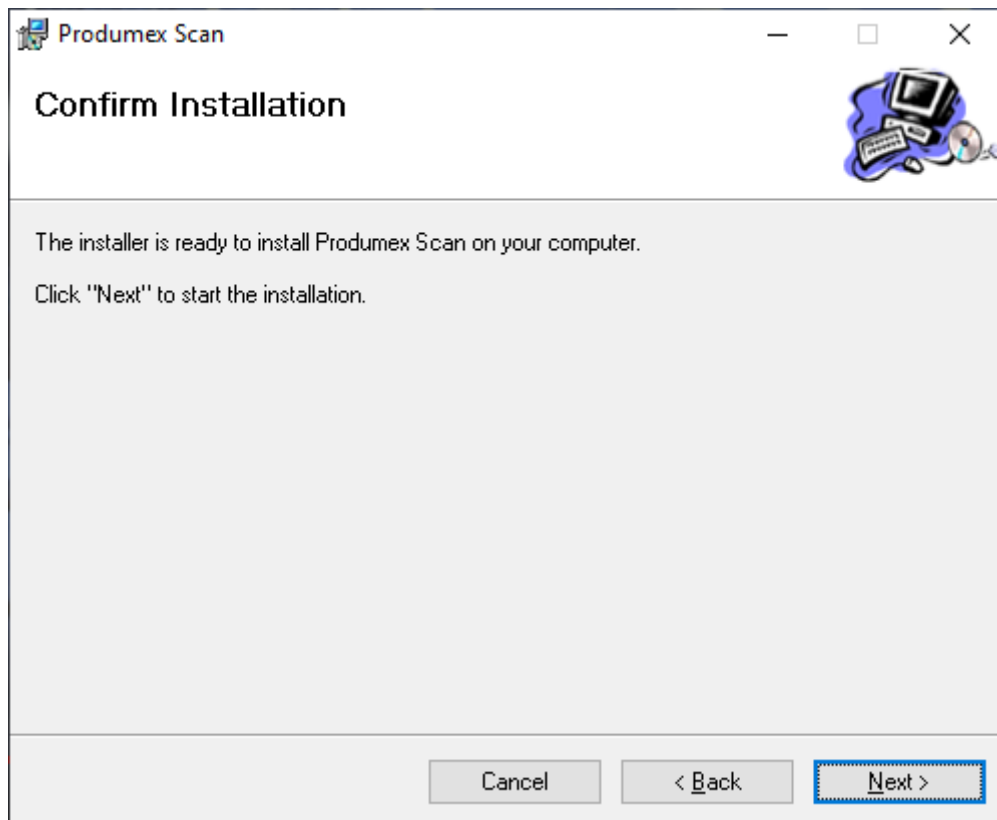 Produmex Scan
Confirm Installation
The installer is ready to install Produmex Scan on your computer.
Click "Next" to start the installation.
Cancel
< Back
Next >